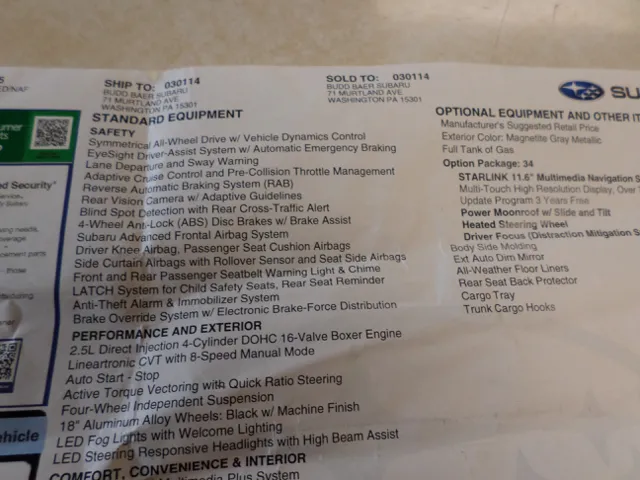 SHIP TO: 030114
BUDD BAER SUBARU
71 MURTLAND AVE
WASHINGTON PA 15301
SOLD TO: 030114
BUDD BAER SUBARU
71 MURTLAND AVE
WASHINGTON PA 15301
STANDARD EQUIPMENT
SAFETY
Symmetrical All-Wheel Drive w/ Vehicle Dynamics Control
EyeSight Driver-Assist System w/ Automatic Emergency Braking
Lane Departure and Sway Warning
Adaptive Cruise Control and Pre-Collision Throttle Management
Reverse Automatic Braking System (RAB)
Rear Vision Camera w/ Adaptive Guidelines
Blind Spot Detection with Rear Cross-Traffic Alert
4-Wheel Anti-Lock (ABS) Disc Brakes w/ Brake Assist
Subaru Advanced Frontal Airbag System
Driver Knee Airbag, Passenger Seat Cushion Airbags
Side Curtain Airbags with Rollover Sensor and Seat Side Airbags
Front and Rear Passenger Seatbelt Warning Light & Chime
LATCH System for Child Safety Seats, Rear Seat Reminder
Anti-Theft Alarm & Immobilizer System
Brake Override System w/ Electronic Brake-Force Distribution
PERFORMANCE AND EXTERIOR
2.5L Direct Injection 4-Cylinder DOHC 16-Valve Boxer Engine
Lineartronic CVT with 8-Speed Manual Mode
Auto Start - Stop
Active Torque Vectoring with Quick Ratio Steering
Four-Wheel Independent Suspension
18" Aluminum Alloy Wheels: Black w/ Machine Finish
LED Fog Lights with Welcome Lighting
LED Steering Responsive Headlights with High Beam Assist
COMFORT, CONVENIENCE & INTERIOR
Multimedia Plus System
SU
OPTIONAL EQUIPMENT AND OTHER IT
Manufacturer's Suggested Retail Price
Exterior Color: Magnetite Gray Metallic
Full Tank of Gas
Option Package: 34
STARLINK 11.6" Multimedia Navigation S
Multi-Touch High Resolution Display, Over T
Update Program 3 Years Free
Power Moonroof w/ Slide and Tilt
Heated Steering Wheel
Driver Focus (Distraction Mitigation S
Body Side Molding
Ext Auto Dim Mirror
All-Weather Floor Liners
Rear Seat Back Protector
Cargo Tray
Trunk Cargo Hooks
d Security*
those
ehicle